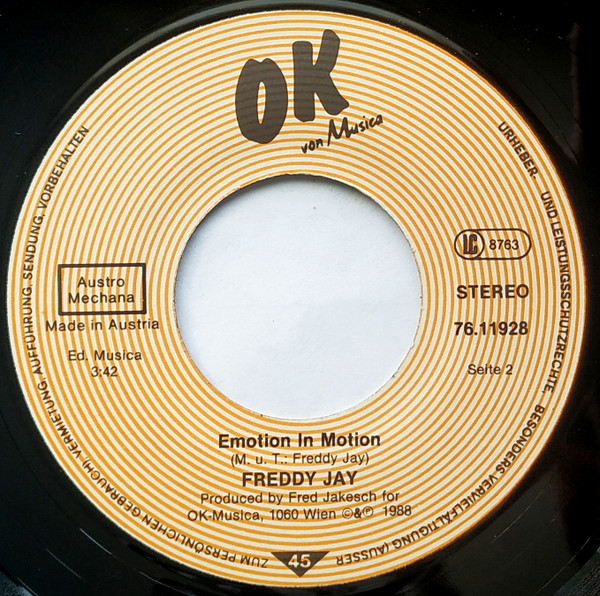 OK
von Musica
URHEBER- UND LEISTUNGSSCHUTZRECHTE, BESONDERS VERVIELFÄLTIGUNG (AUSSER ZUM PERSÖNLICHEN GEBRAUCH), VERMIETUNG, AUFFÜHRUNG, SENDUNG, VORBEHALTEN
Austro
Mechana
Made in Austria
Ed. Musica
3:42
LC 8763
STEREO
76.11928
Seite 2
Emotion In Motion
(M. u. T.: Freddy Jay)
FREDDY JAY
Produced by Fred Jakesch for
OK-Musica, 1060 Wien ©&℗ 1988
45